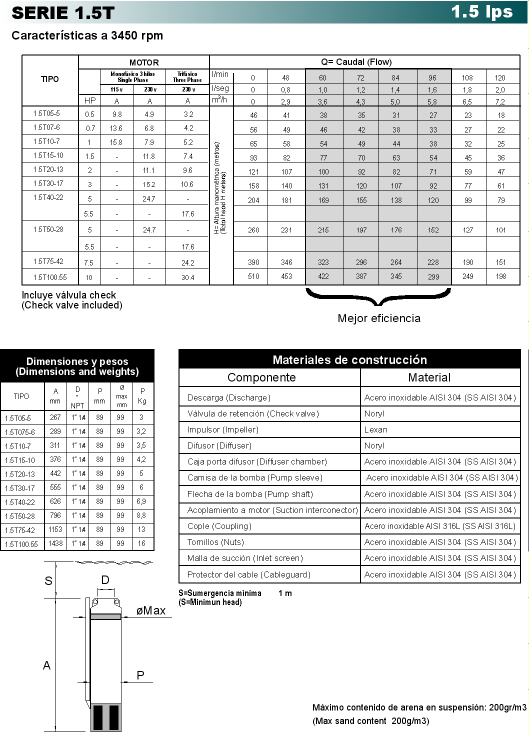 SERIE 1.5T 1.5 lps
Características a 3450 rpm
TIPO MOTOR Q= Caudal (Flow)
Monofásico 3 hilos Single Phase Trifásico Three Phase l/min 0 48 60 72 84 96 108 120
115 v 230 v 230 v l/seg 0 0,8 1,0 1,2 1,4 1,6 1,8 2,0
HP A A A m³/h 0 2,9 3,6 4,3 5,0 5,8 6,5 7,2
H= Altura manométrica (metros)
(Total head H meters)
1.5T05-5 0.5 9.8 4.9 3.2 46 41 38 35 31 27 23 18
1.5T07-6 0.7 13.6 6.8 4.2 56 49 46 42 38 33 27 22
1.5T10-7 1 15.8 7.9 5.2 65 58 54 49 44 38 32 25
1.5T15-10 1.5 - 11.8 7.4 93 82 77 70 63 54 45 36
1.5T20-13 2 - 11.1 9.6 121 107 100 92 82 71 59 47
1.5T30-17 3 - 15.2 10.6 158 140 131 120 107 92 77 61
1.5T40-22 5 - 24.7 - 204 181 169 155 138 120 99 79
5.5 - - 17.6
1.5T50-28 5 - 24.7 - 260 231 215 197 176 152 127 101
5.5 - - 17.6
1.5T75-42 7.5 - - 24.2 390 346 323 296 264 228 190 151
1.5T100.55 10 - - 30.4 510 453 422 387 345 299 249 198
Incluye válvula check
(Check valve included)
Mejor eficiencia
Dimensiones y pesos
(Dimensions and weights)
TIPO A mm D " NPT P mm Ø max mm P Kg
1.5T05-5 267 1" 1/4 89 99 3
1.5T075-6 289 1" 1/4 89 99 3,2
1.5T10-7 311 1" 1/4 89 99 3,5
1.5T15-10 376 1" 1/4 89 99 4,2
1.5T20-13 442 1" 1/4 89 99 5
1.5T30-17 555 1" 1/4 89 99 6
1.5T40-22 626 1" 1/4 89 99 6,9
1.5T50-28 796 1" 1/4 89 99 8,8
1.5T75-42 1153 1" 1/4 89 99 13
1.5T100.55 1438 1" 1/4 89 99 16
Materiales de construcción
Componente Material
Descarga (Discharge) Acero inoxidable AISI 304 (SS AISI 304)
Válvula de retención (Check valve) Noryl
Impulsor (Impeller) Lexan
Difusor (Diffuser) Noryl
Caja porta difusor (Diffuser chamber) Acero inoxidable AISI 304 (SS AISI 304)
Camisa de la bomba (Pump sleeve) Acero inoxidable AISI 304 (SS AISI 304)
Flecha de la bomba (Pump shaft) Acero inoxidable AISI 304 (SS AISI 304)
Acoplamiento a motor (Suction interconector) Acero inoxidable AISI 304 (SS AISI 304)
Cople (Coupling) Acero inoxidable AISI 316L (SS AISI 316L)
Tornillos (Nuts) Acero inoxidable AISI 304 (SS AISI 304)
Malla de succión (Inlet screen) Acero inoxidable AISI 304 (SS AISI 304)
Protector del cable (Cableguard) Acero inoxidable AISI 304 (SS AISI 304)
S=Sumergencia minima 1 m
(S=Minimun head)
S
D
øMax
A
P
Máximo contenido de arena en suspensión: 200gr/m3
(Max sand content 200g/m3)